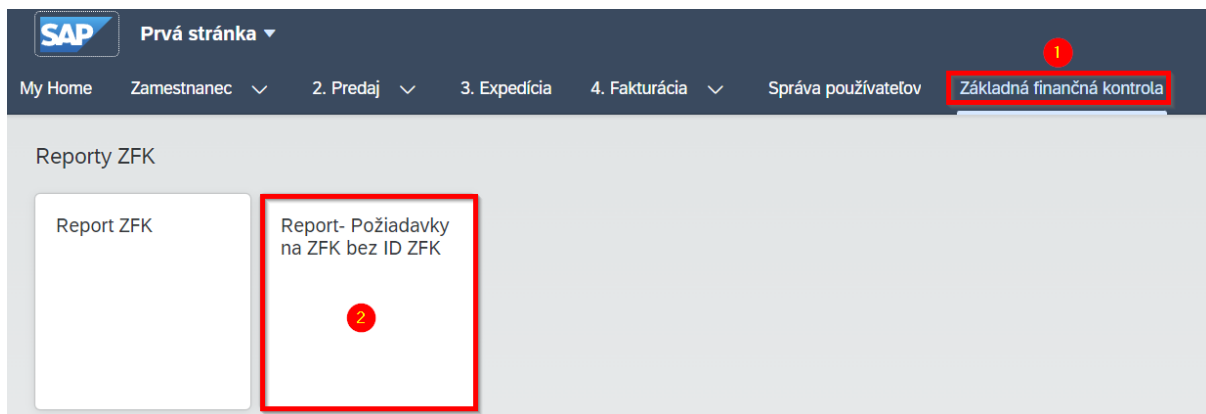 SAP Prvá stránka
1
My Home Zamestnanec 2. Predaj 3. Expedícia 4. Fakturácia Správa používateľov Základná finančná kontrola
Reporty ZFK
Report ZFK
Report- Požiadavky
na ZFK bez ID ZFK
2